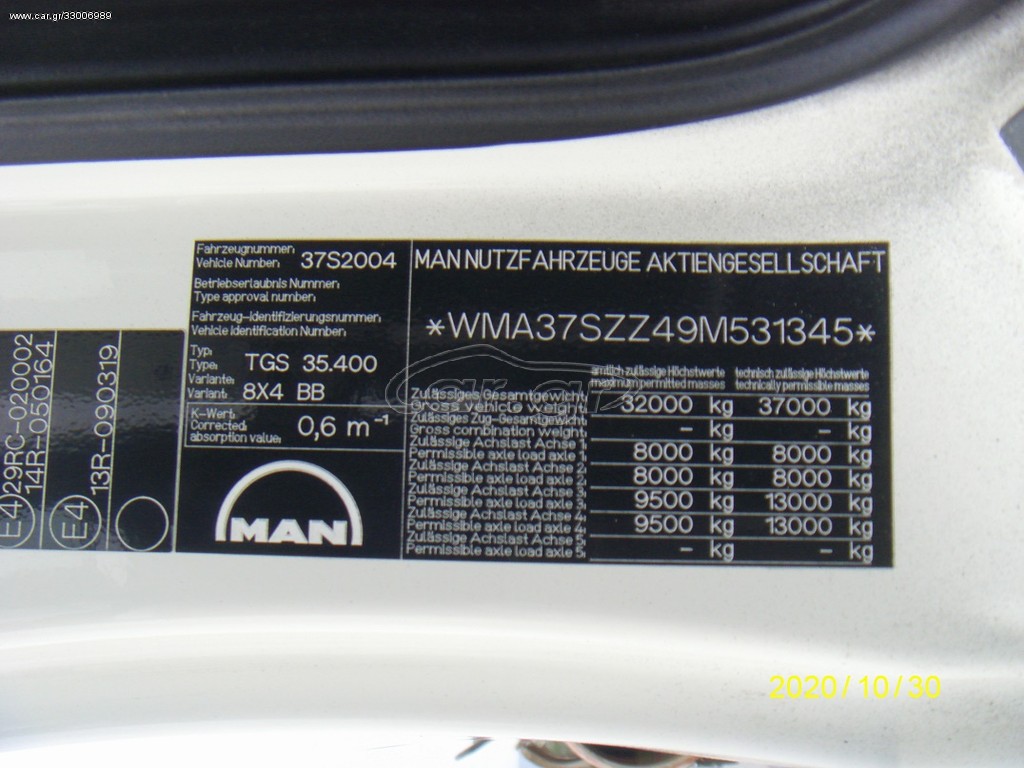 www.car.gr/33006989
Fahrzeugnummer:
Vehicle Number: 37S2004
Betriebserlaubnis Nummer:
Type approval number:
Fahrzeug-Identifizierungsnummer:
Vehicle Identification Number:
Typ:
Type: TGS 35.400
Variante:
Variant: 8X4 BB
K-Wert:
Corrected absorption value: 0,6 m⁻¹
MAN
MAN NUTZFAHRZEUGE AKTIENGESELLSCHAFT
*WMA37SZZ49M531345*
amtlich zulässige Höchstwerte technisch zulässige Höchstwerte
maximum permitted masses technically permissible masses
Zulässiges Gesamtgewicht
Gross vehicle weight: 32000 kg 37000 kg
Zulässiges Zug-Gesamtgewicht
Gross combination weight: – kg – kg
Zulässige Achslast Achse 1:
Permissible axle load axle 1: 8000 kg 8000 kg
Zulässige Achslast Achse 2:
Permissible axle load axle 2: 8000 kg 8000 kg
Zulässige Achslast Achse 3:
Permissible axle load axle 3: 9500 kg 13000 kg
Zulässige Achslast Achse 4:
Permissible axle load axle 4: 9500 kg 13000 kg
Zulässige Achslast Achse 5:
Permissible axle load axle 5: – kg – kg
E4 29RC-020002
14R-050164
E4 13R-090319
car.gr
2020/10/30